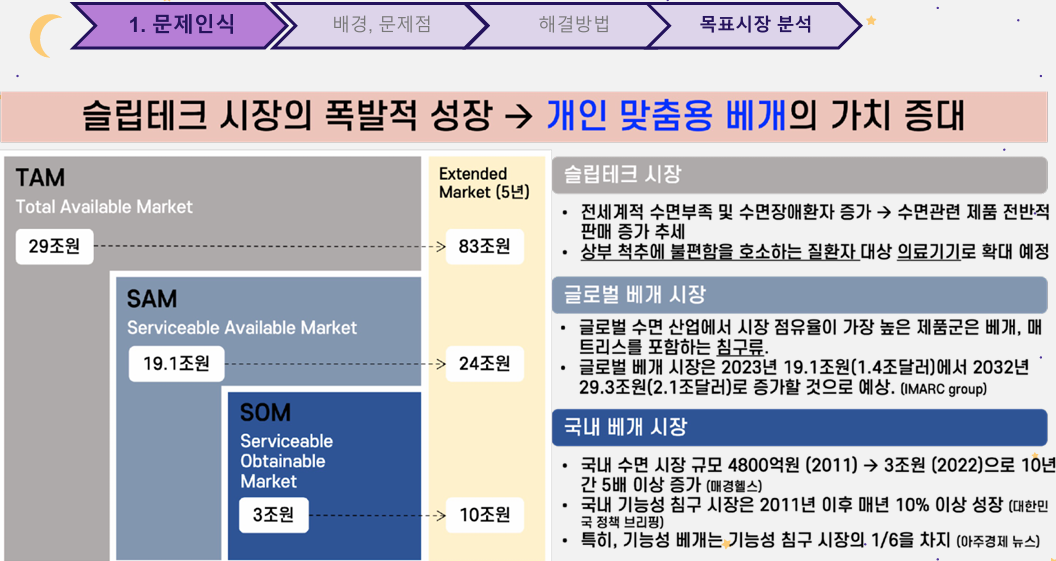 1. 문제인식
배경, 문제점
해결방법
목표시장 분석
슬립테크 시장의 폭발적 성장 → 개인 맞춤용 베개의 가치 증대
TAM
Total Available Market
29조원
Extended
Market (5년)
83조원
SAM
Serviceable Available Market
19.1조원
24조원
SOM
Serviceable
Obtainable
Market
3조원
10조원
슬립테크 시장
• 전세계적 수면부족 및 수면장애환자 증가 → 수면관련 제품 전반적
판매 증가 추세
• 상부 척추에 불편함을 호소하는 질환자 대상 의료기기로 확대 예정
글로벌 베개 시장
• 글로벌 수면 산업에서 시장 점유율이 가장 높은 제품군은 베개, 매
트리스를 포함하는 침구류.
• 글로벌 베개 시장은 2023년 19.1조원(1.4조달러)에서 2032년
29.3조원(2.1조달러)로 증가할 것으로 예상. (IMARC group)
국내 베개 시장
• 국내 수면 시장 규모 4800억원 (2011) → 3조원 (2022)으로 10년
간 5배 이상 증가 (매경헬스)
• 국내 기능성 침구 시장은 2011년 이후 매년 10% 이상 성장 (대한민
국 정책 브리핑)
• 특히, 기능성 베개는 기능성 침구 시장의 1/6을 차지 (아주경제 뉴스)